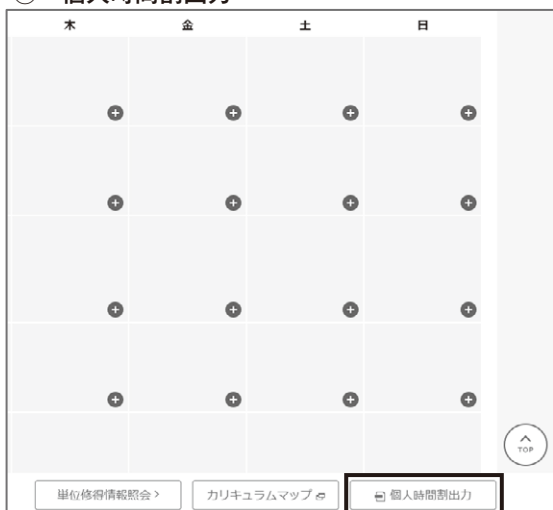 個人時間割出力
木 金 土 日
TOP
単位修得情報照会 >
カリキュラムマップ
個人時間割出力